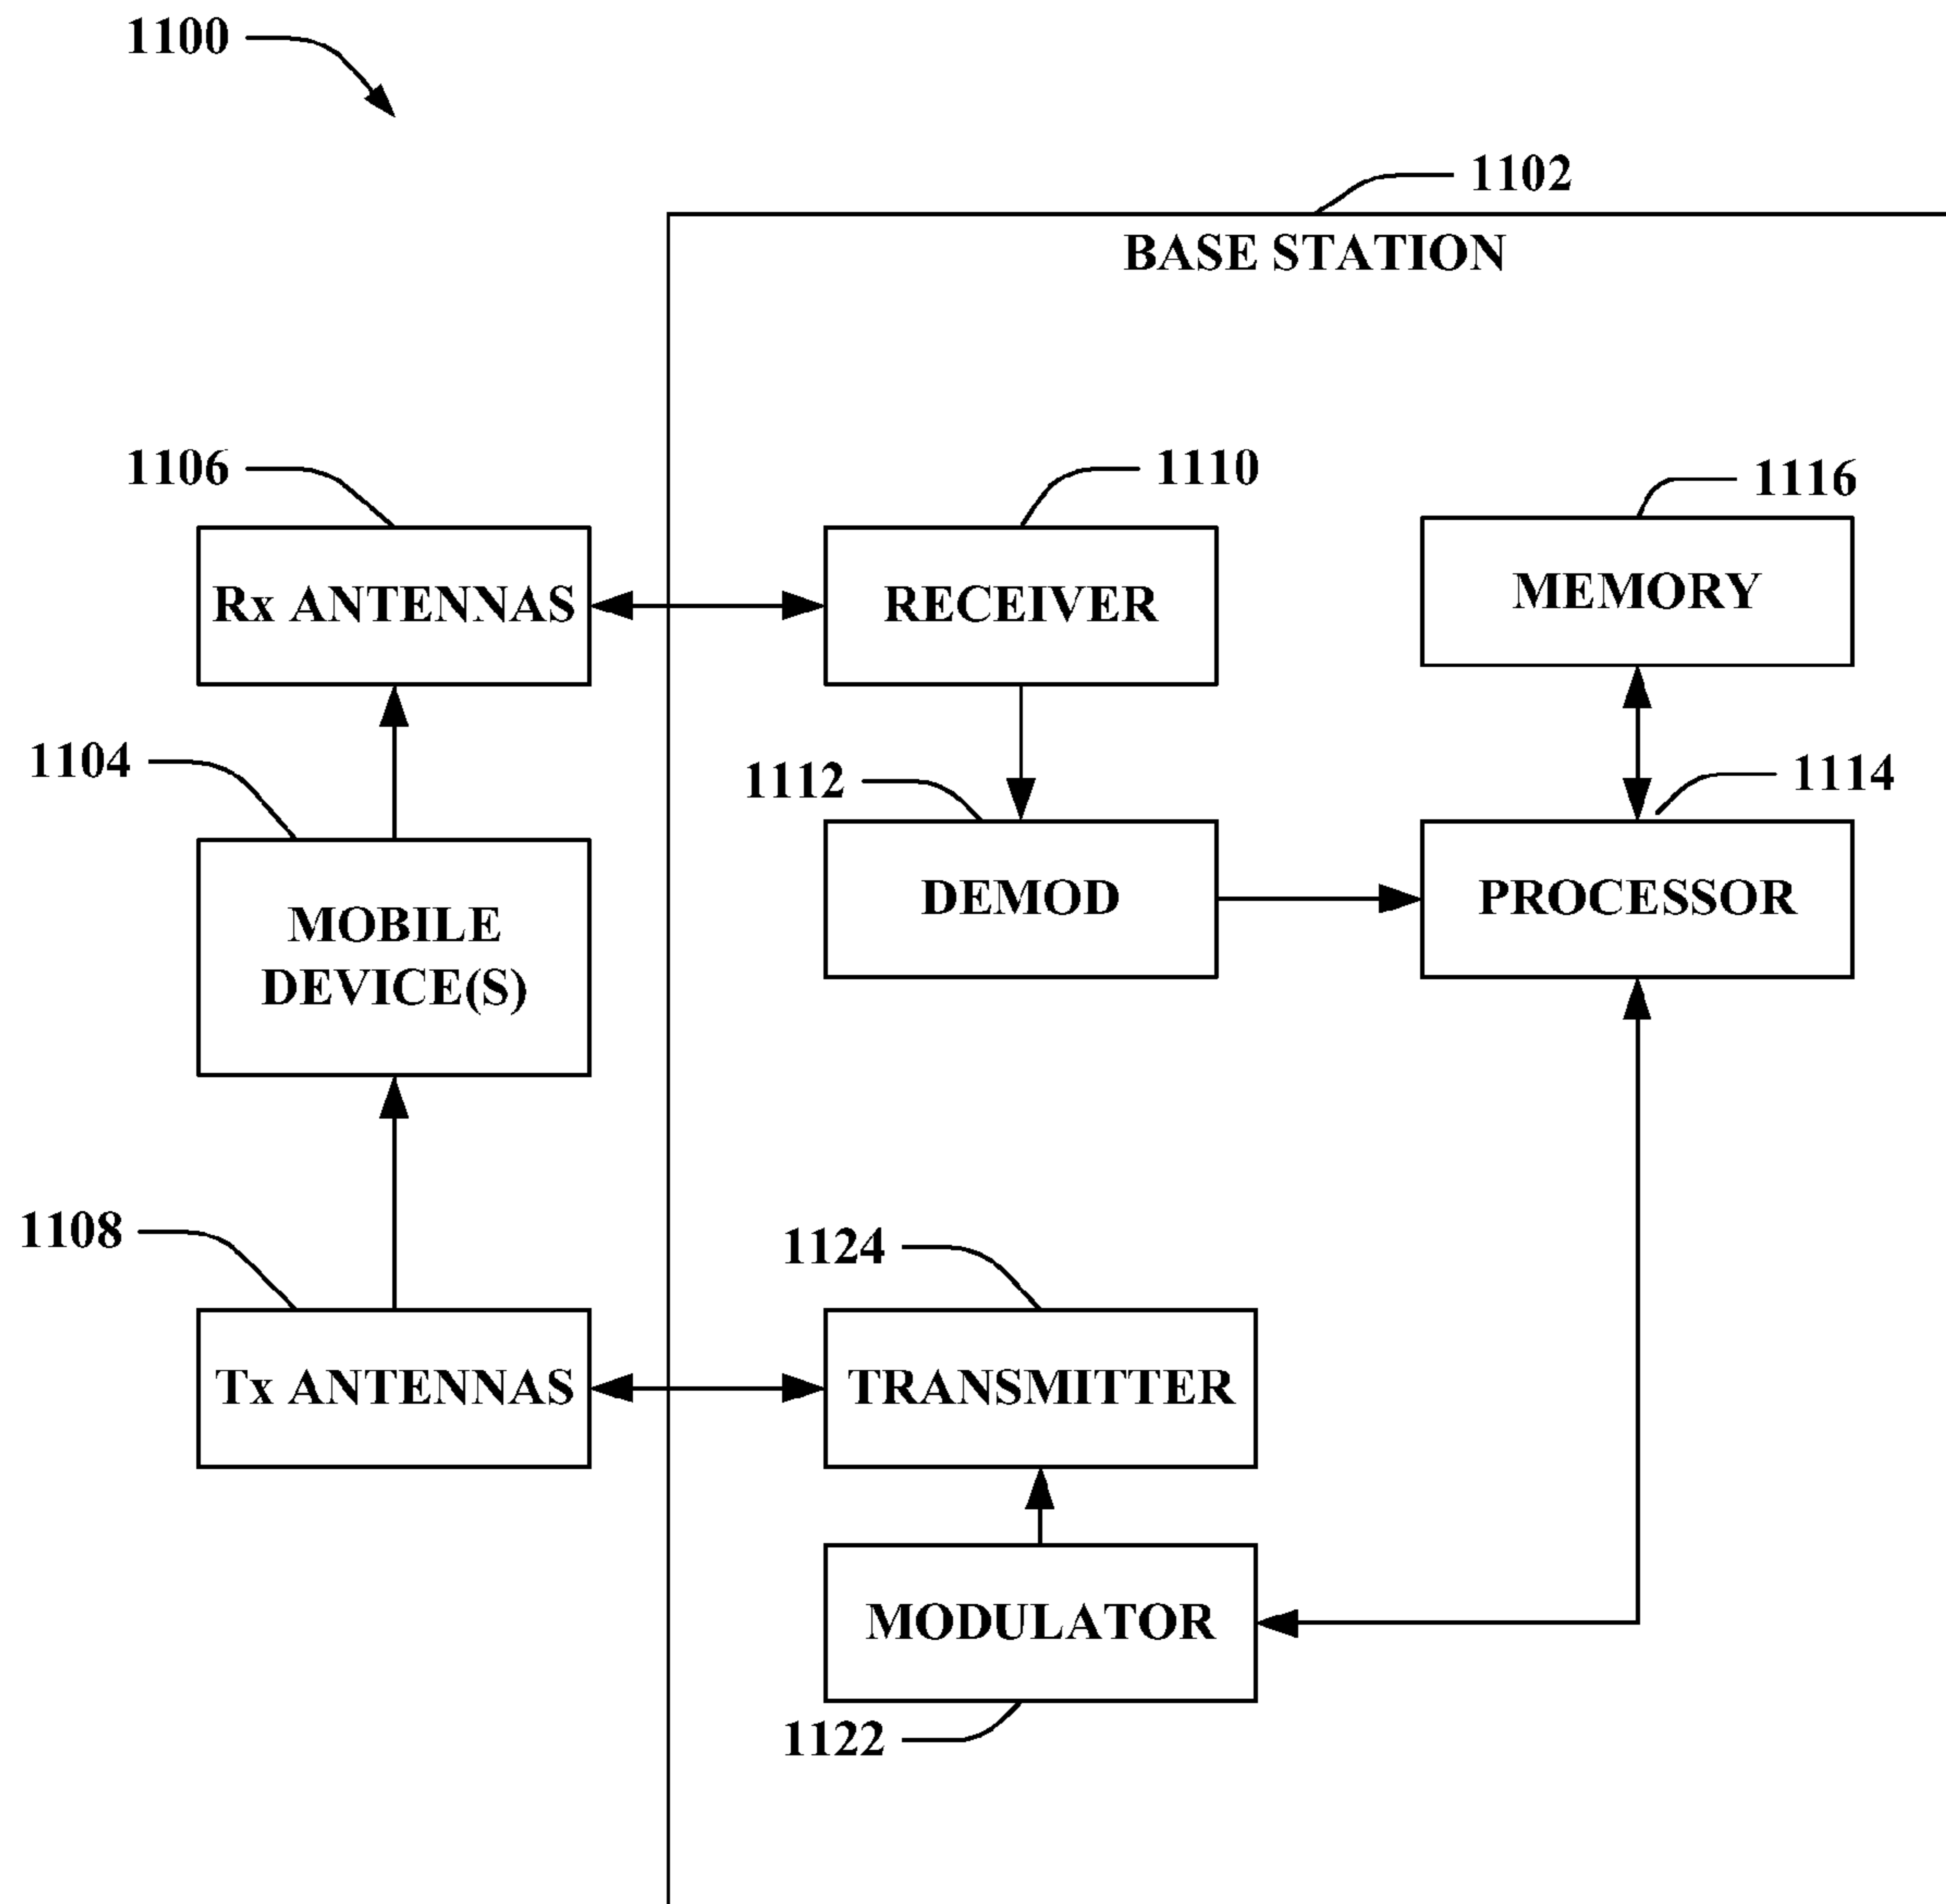 1100
1102
BASE STATION
1106
1110
1116
Rx ANTENNAS
RECEIVER
MEMORY
1104
1112
1114
MOBILE
DEVICE(S)
DEMOD
PROCESSOR
1108
1124
Tx ANTENNAS
TRANSMITTER
MODULATOR
1122